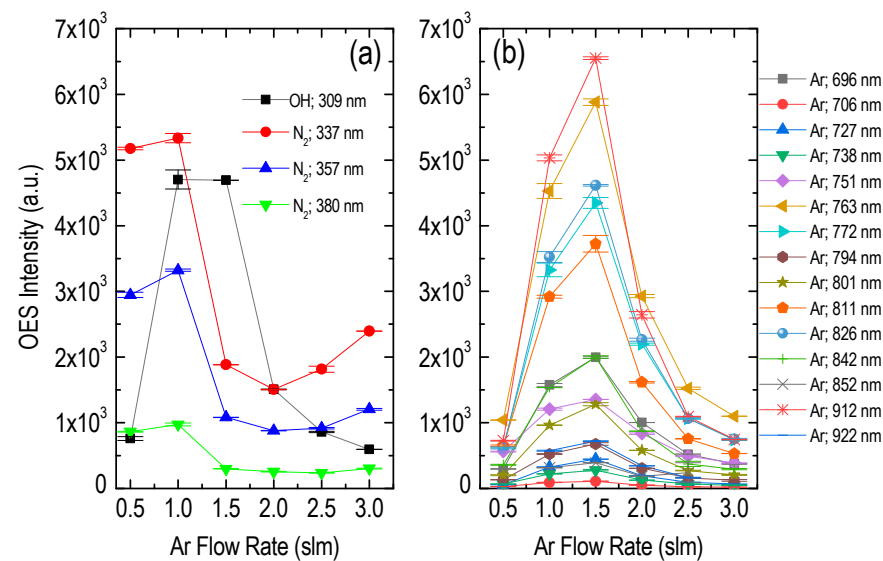 7x10³
6x10³
5x10³
4x10³
3x10³
2x10³
1x10³
0
OES Intensity (a.u.)
(a)
OH; 309 nm
N₂; 337 nm
N₂; 357 nm
N₂; 380 nm
0.5 1.0 1.5 2.0 2.5 3.0
Ar Flow Rate (slm)
7x10³
6x10³
5x10³
4x10³
3x10³
2x10³
1x10³
0
(b)
0.5 1.0 1.5 2.0 2.5 3.0
Ar Flow Rate (slm)
Ar; 696 nm
Ar; 706 nm
Ar; 727 nm
Ar; 738 nm
Ar; 751 nm
Ar; 763 nm
Ar; 772 nm
Ar; 794 nm
Ar; 801 nm
Ar; 811 nm
Ar; 826 nm
Ar; 842 nm
Ar; 852 nm
Ar; 912 nm
Ar; 922 nm